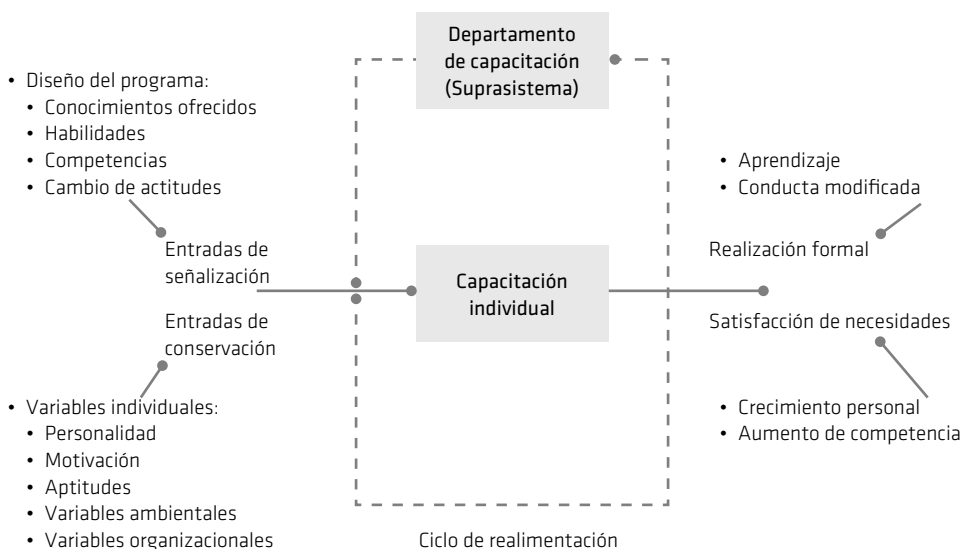 Departamento
de capacitación
(Suprasistema)
• Diseño del programa:
• Conocimientos ofrecidos
• Habilidades
• Competencias
• Cambio de actitudes
Entradas de
señalización
Entradas de
conservación
• Variables individuales:
• Personalidad
• Motivación
• Aptitudes
• Variables ambientales
• Variables organizacionales
Capacitación
individual
• Aprendizaje
• Conducta modificada
Realización formal
Satisfacción de necesidades
• Crecimiento personal
• Aumento de competencia
Ciclo de realimentación